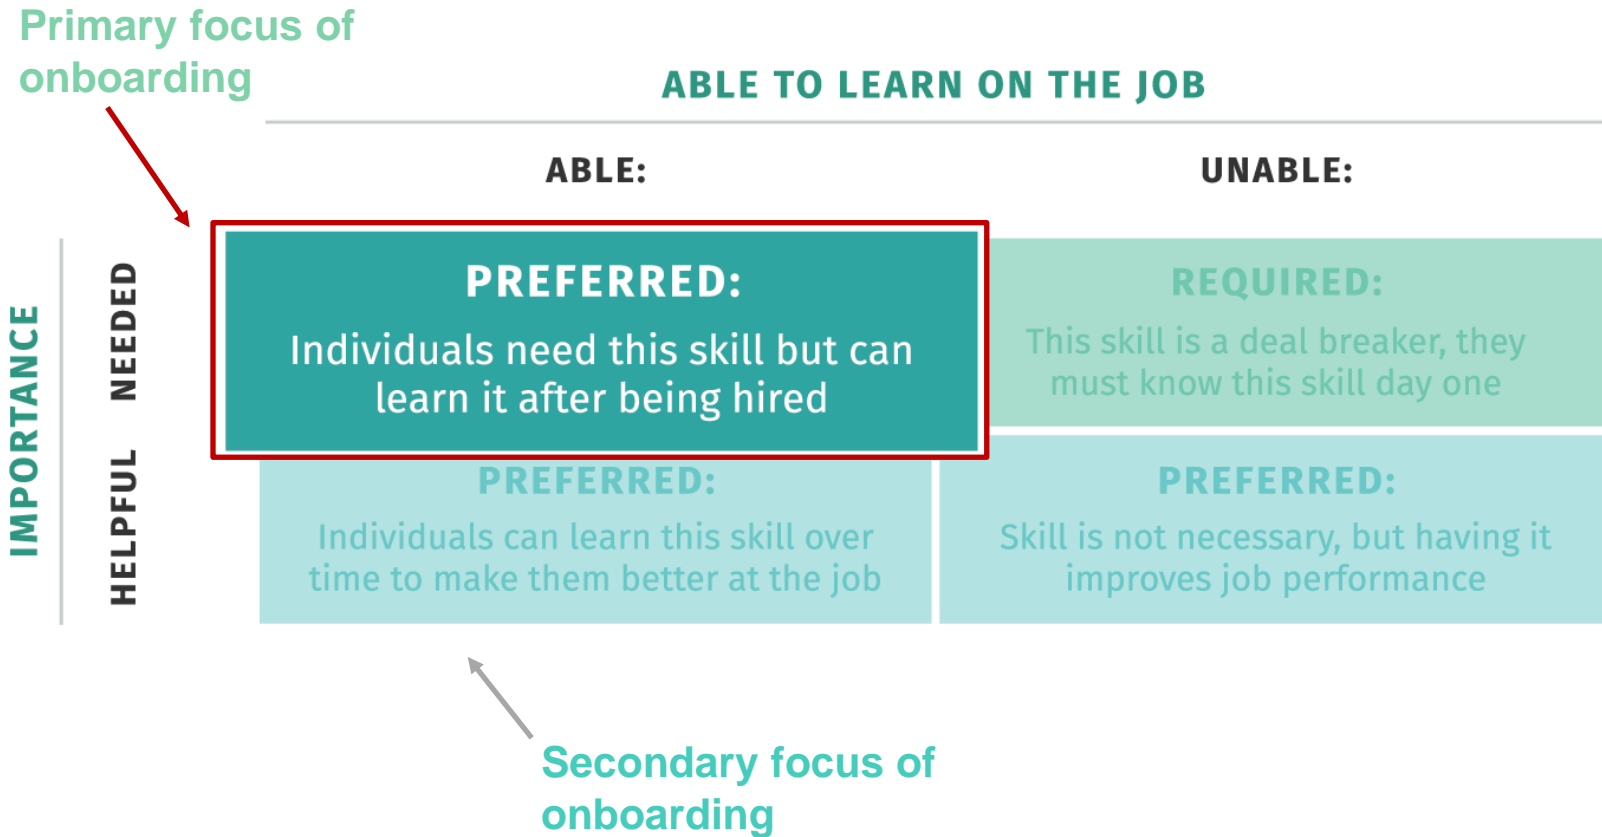 Primary focus of
onboarding
ABLE TO LEARN ON THE JOB
ABLE:
UNABLE:
IMPORTANCE
NEEDED
PREFERRED:
Individuals need this skill but can
learn it after being hired
REQUIRED:
This skill is a deal breaker, they
must know this skill day one
HELPFUL
PREFERRED:
Individuals can learn this skill over
time to make them better at the job
PREFERRED:
Skill is not necessary, but having it
improves job performance
Secondary focus of
onboarding